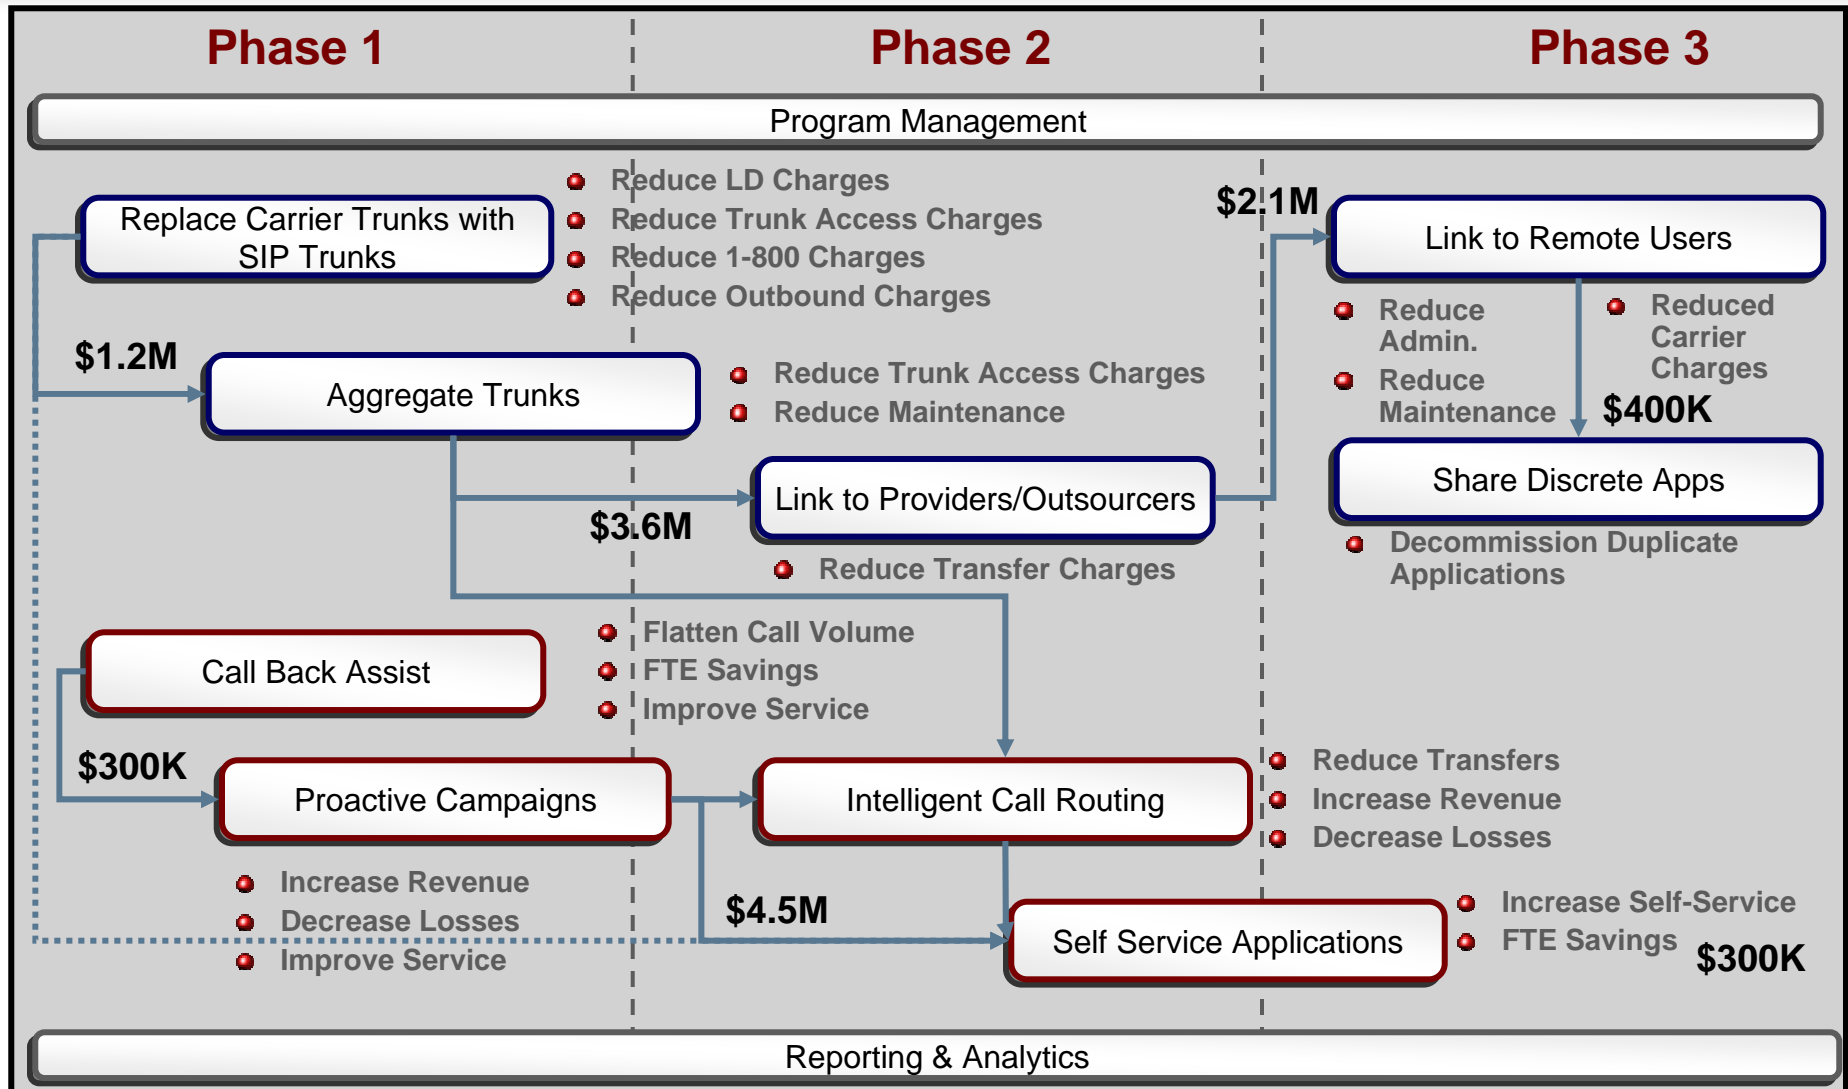 Phase 1
Phase 2
Phase 3
Program Management
Replace Carrier Trunks with
SIP Trunks
Reduce LD Charges
Reduce Trunk Access Charges
Reduce 1-800 Charges
Reduce Outbound Charges
$2.1M
Link to Remote Users
Reduce
Admin.
Reduce
Maintenance
Reduced
Carrier
Charges
$400K
$1.2M
Aggregate Trunks
Reduce Trunk Access Charges
Reduce Maintenance
Share Discrete Apps
Decommission Duplicate
Applications
$3.6M
Link to Providers/Outsourcers
Reduce Transfer Charges
Call Back Assist
Flatten Call Volume
FTE Savings
Improve Service
$300K
Proactive Campaigns
Intelligent Call Routing
Reduce Transfers
Increase Revenue
Decrease Losses
Increase Revenue
Decrease Losses
Improve Service
$4.5M
Self Service Applications
Increase Self-Service
FTE Savings
$300K
Reporting & Analytics